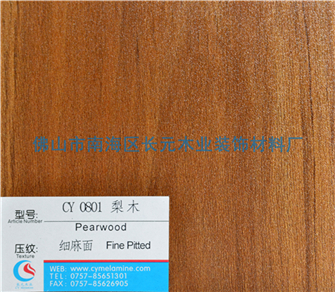 佛山市南海区长元木业装饰材料厂
型号: CY 0801 梨木
Article Number
Pearwood
压纹: 细麻面 Fine Pitted
Texture
WEB: www.cymelamine.com
TEL: 0757-85651301
FAX: 0757-85626905